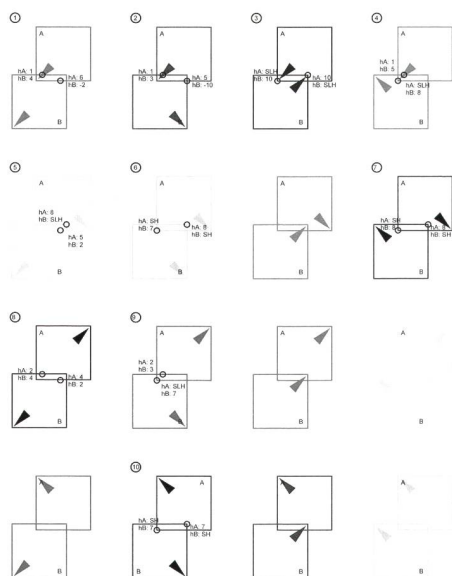 1
A
hA: 1
hB: 4
hA: 6
hB: -2
B
2
A
hA: 1
hB: 3
hA: 5
hB: -10
B
3
A
hA: SLH
hB: 10
hA: 10
hB: SLH
B
4
A
hA: 1
hB: 5
hA: SLH
hB: 8
B
5
A
hA: 8
hB: SLH
hA: 5
hB: 2
B
6
A
hA: SH
hB: 7
hA: 8
hB: SH
B
A
B
7
A
hA: SH
hB: 8
hA: 8
hB: SH
B
8
A
hA: 2
hB: 4
hA: 4
hB: 2
B
9
A
hA: 2
hB: 3
hA: SLH
hB: 7
B
A
B
A
B
A
B
10
A
hA: SH
hB: 7
hA: 7
hB: SH
B
A
B
A
B